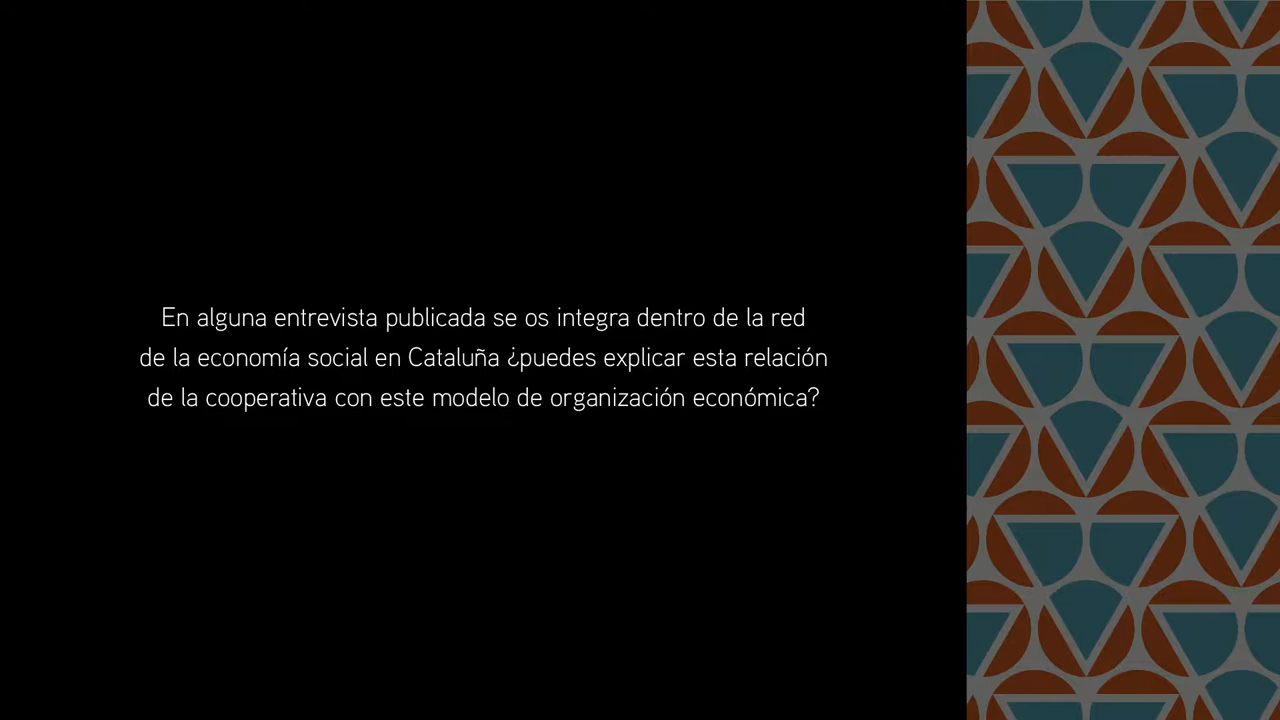 En alguna entrevista publicada se os integra dentro de la red
de la economía social en Cataluña ¿puedes explicar esta relación
de la cooperativa con este modelo de organización económica?